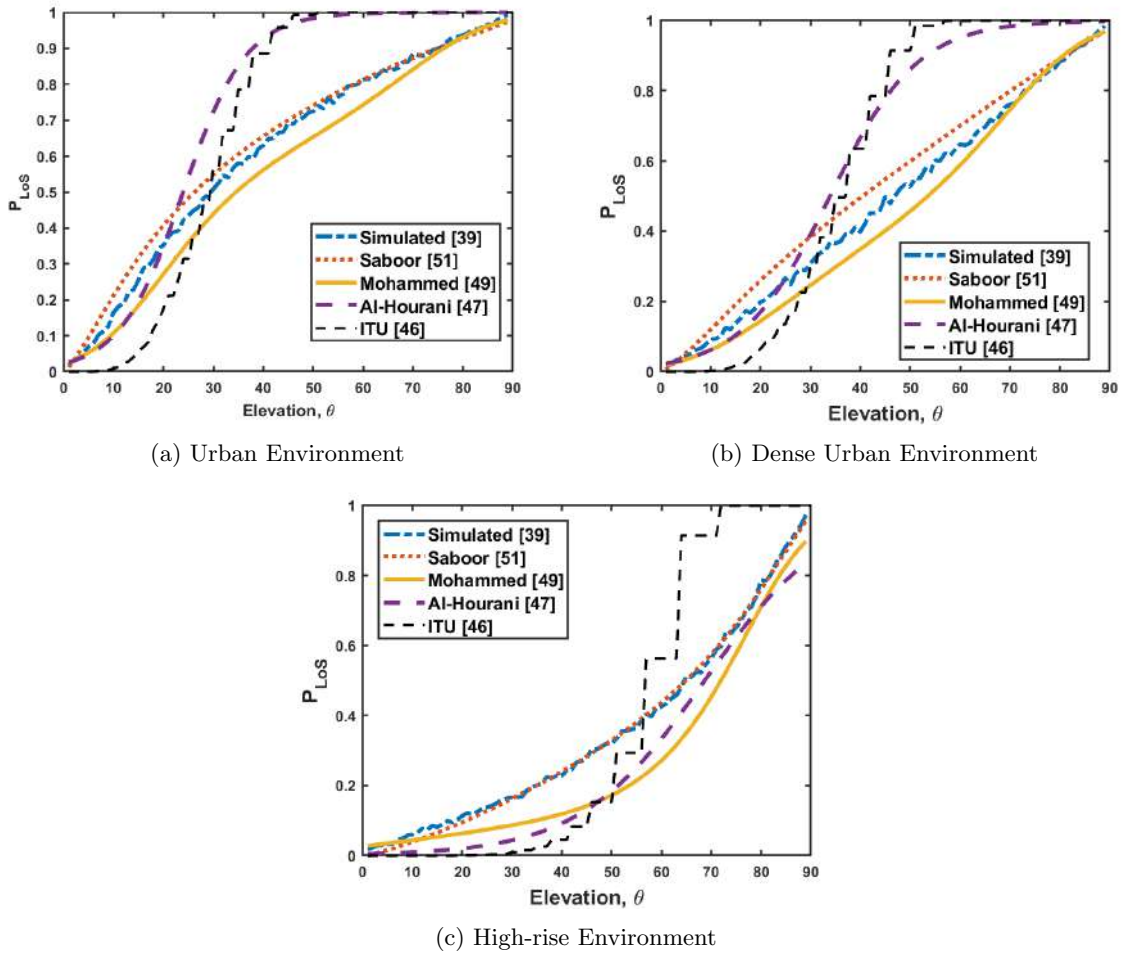 1
0.9
0.8
0.7
0.6
0.5
0.4
0.3
0.2
0.1
0
P_LoS
Simulated [39]
Saboor [51]
Mohammed [49]
Al-Hourani [47]
ITU [46]
0 10 20 30 40 50 60 70 80 90
Elevation, θ
(a) Urban Environment
1
0.8
0.6
0.4
0.2
0
P_LoS
Simulated [39]
Saboor [51]
Mohammed [49]
Al-Hourani [47]
ITU [46]
0 10 20 30 40 50 60 70 80 90
Elevation, θ
(b) Dense Urban Environment
1
0.8
0.6
0.4
0.2
0
P_LoS
Simulated [39]
Saboor [51]
Mohammed [49]
Al-Hourani [47]
ITU [46]
0 10 20 30 40 50 60 70 80 90
Elevation, θ
(c) High-rise Environment